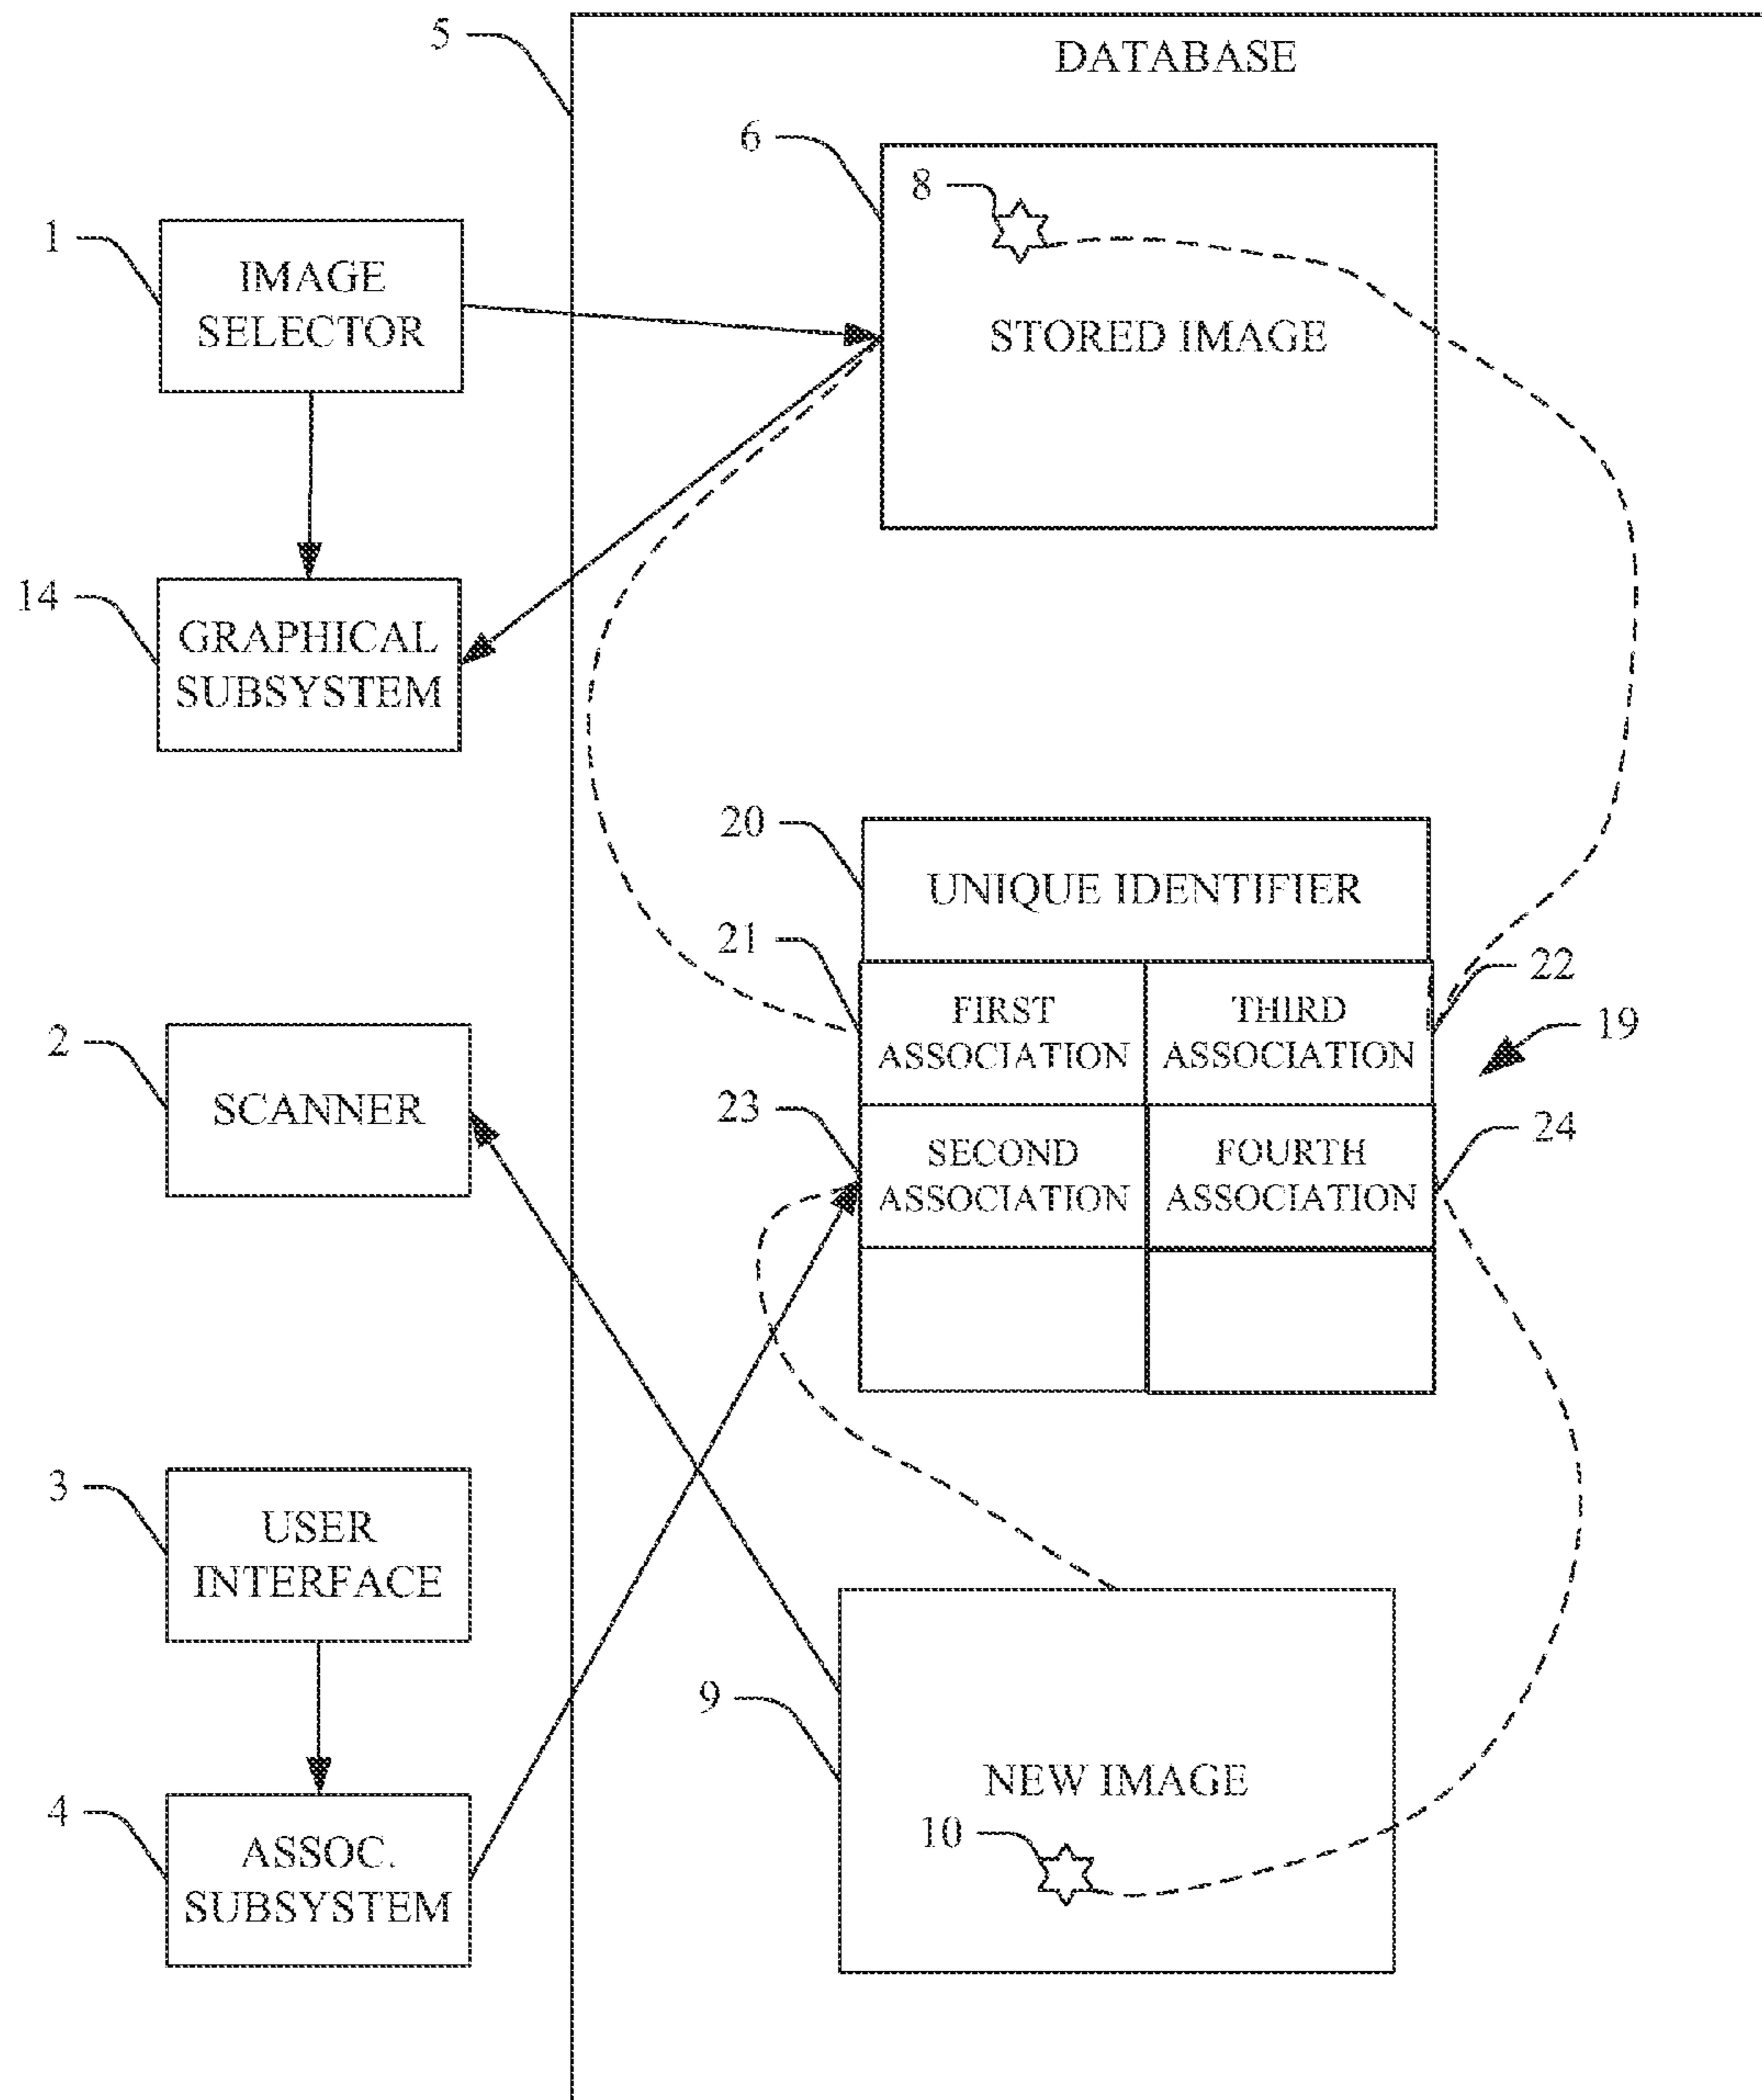 5
DATABASE
6
8
1
IMAGE
SELECTOR
STORED IMAGE
14
GRAPHICAL
SUBSYSTEM
20
UNIQUE IDENTIFIER
21
22
FIRST
ASSOCIATION
THIRD
ASSOCIATION
19
2
SCANNER
23
24
SECOND
ASSOCIATION
FOURTH
ASSOCIATION
3
USER
INTERFACE
9
NEW IMAGE
10
4
ASSOC.
SUBSYSTEM